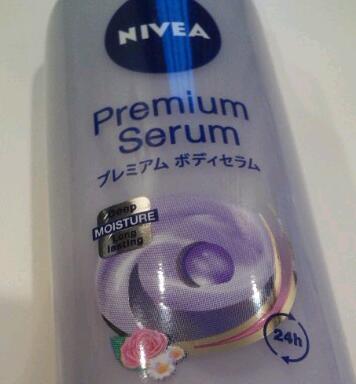 NIVEA
Premium
Serum
プレミアム ボディセラム
Deep
MOISTURE
Long
lasting
24h